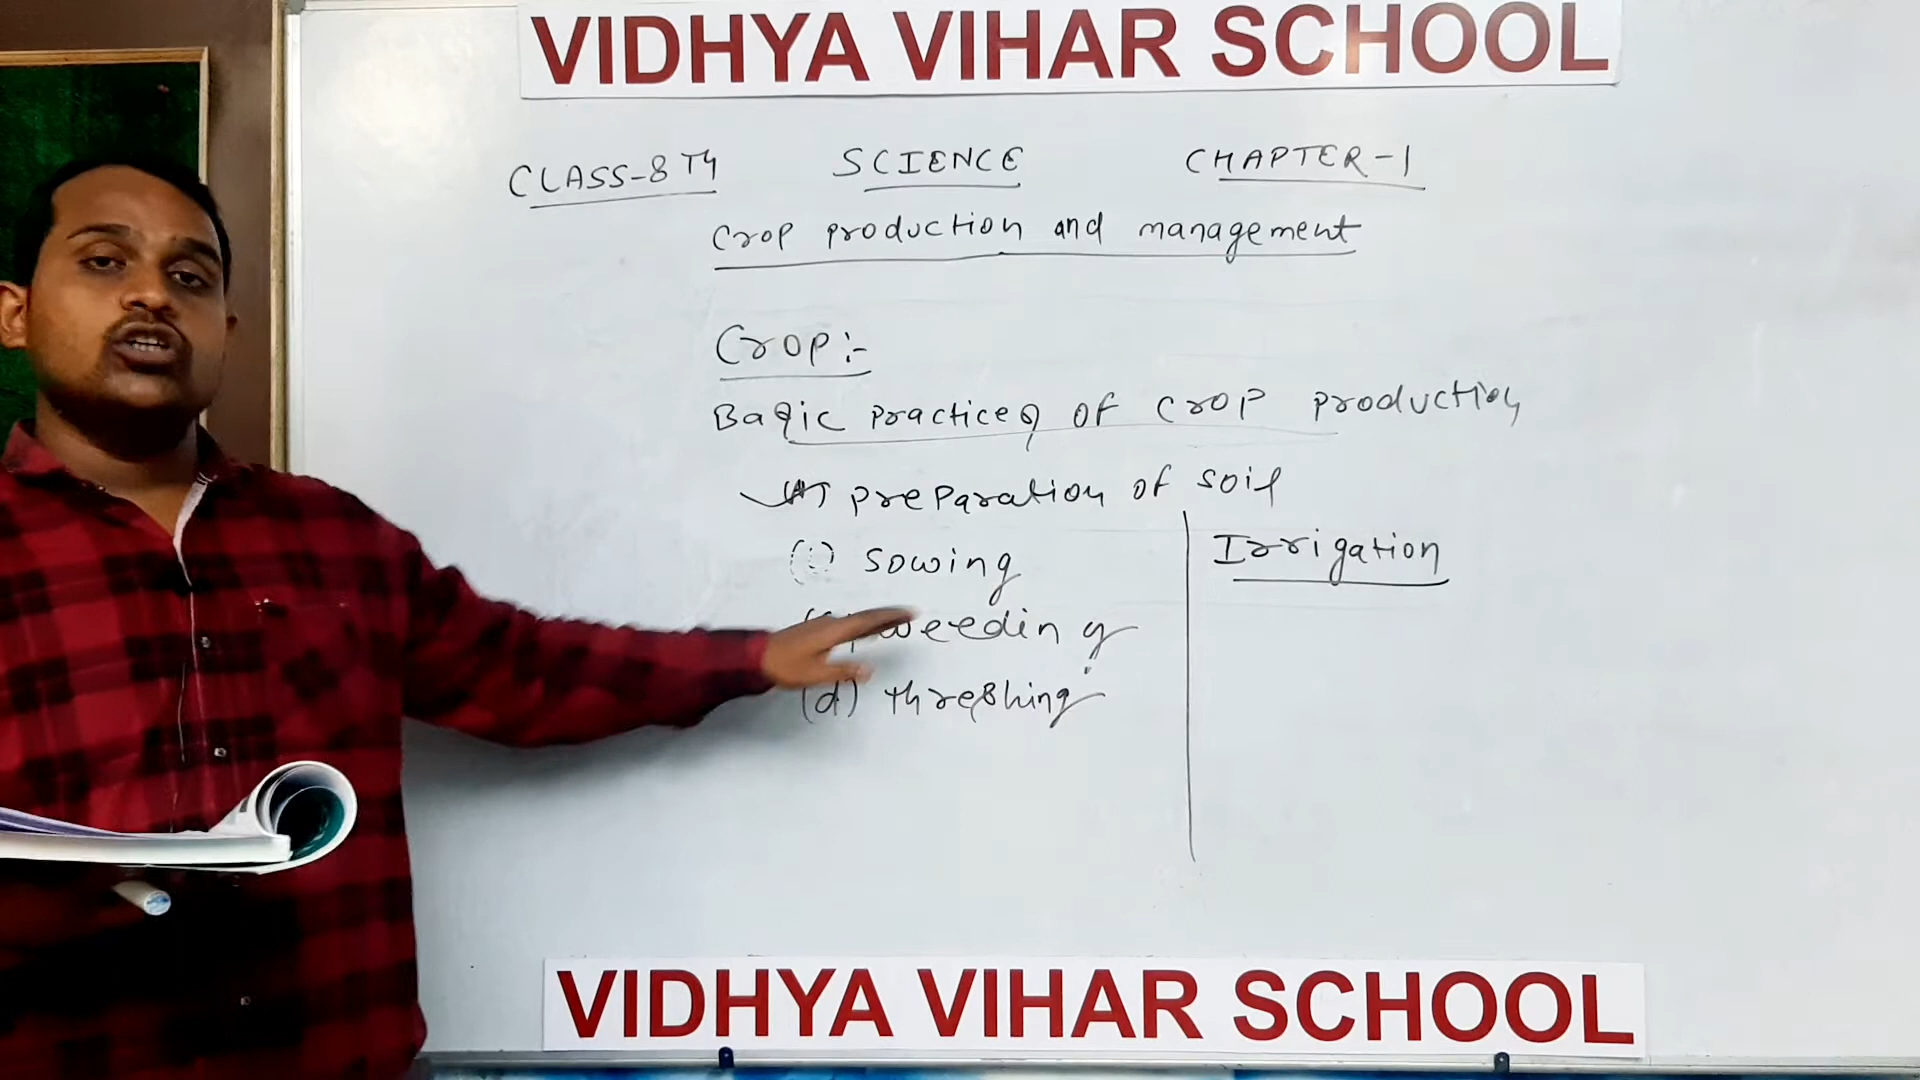 VIDHYA VIHAR SCHOOL
CLASS-8TH SCIENCE CHAPTER-1
Crop production and management
Crop:-
Basic practices of crop production
preparation of soil
Irrigation
sowing
weeding
(d) threshing
VIDHYA VIHAR SCHOOL